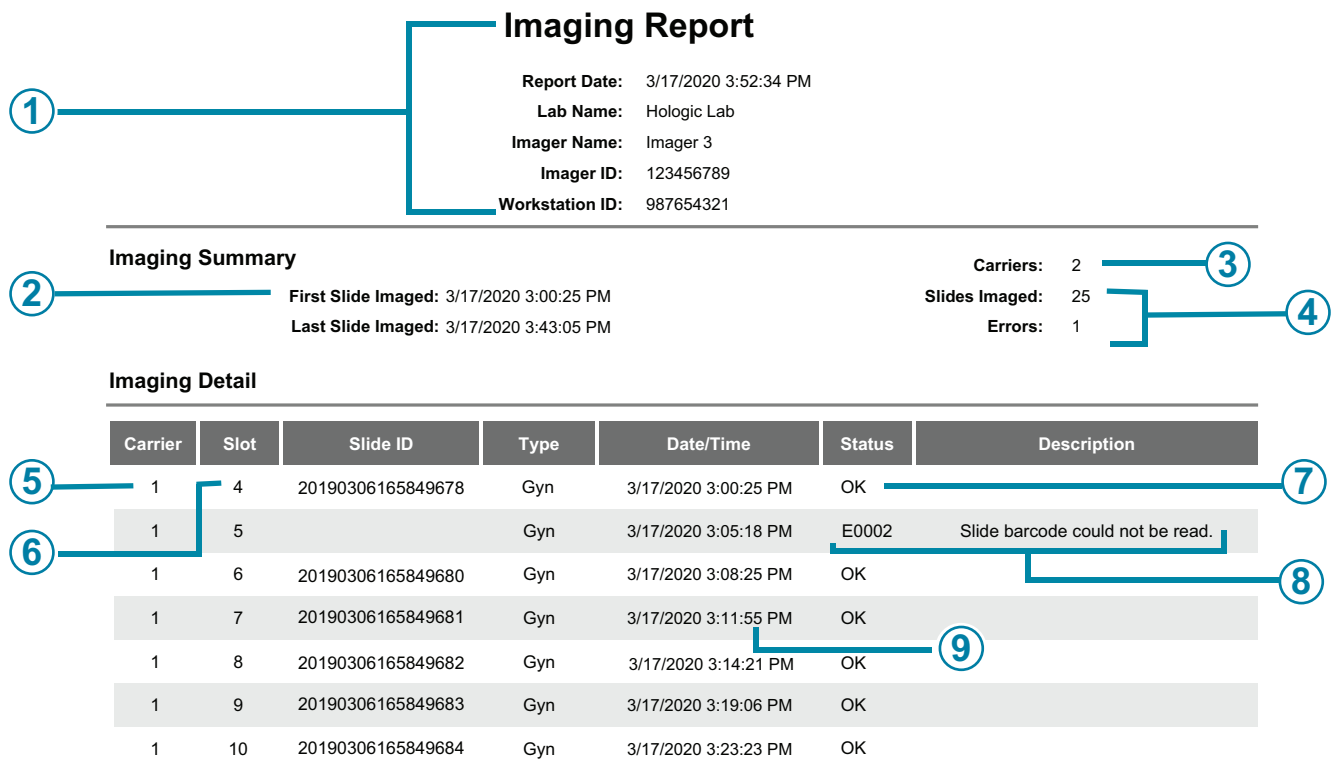 Imaging Report
1
Report Date: 3/17/2020 3:52:34 PM
Lab Name: Hologic Lab
Imager Name: Imager 3
Imager ID: 123456789
Workstation ID: 987654321
Imaging Summary
Carriers: 2
3
2
First Slide Imaged: 3/17/2020 3:00:25 PM
Slides Imaged: 25
4
Last Slide Imaged: 3/17/2020 3:43:05 PM
Errors: 1
Imaging Detail
Carrier Slot Slide ID Type Date/Time Status Description
5
1 4 20190306165849678 Gyn 3/17/2020 3:00:25 PM OK
7
6
1 5 Gyn 3/17/2020 3:05:18 PM E0002 Slide barcode could not be read.
8
1 6 20190306165849680 Gyn 3/17/2020 3:08:25 PM OK
1 7 20190306165849681 Gyn 3/17/2020 3:11:55 PM OK
9
1 8 20190306165849682 Gyn 3/17/2020 3:14:21 PM OK
1 9 20190306165849683 Gyn 3/17/2020 3:19:06 PM OK
1 10 20190306165849684 Gyn 3/17/2020 3:23:23 PM OK